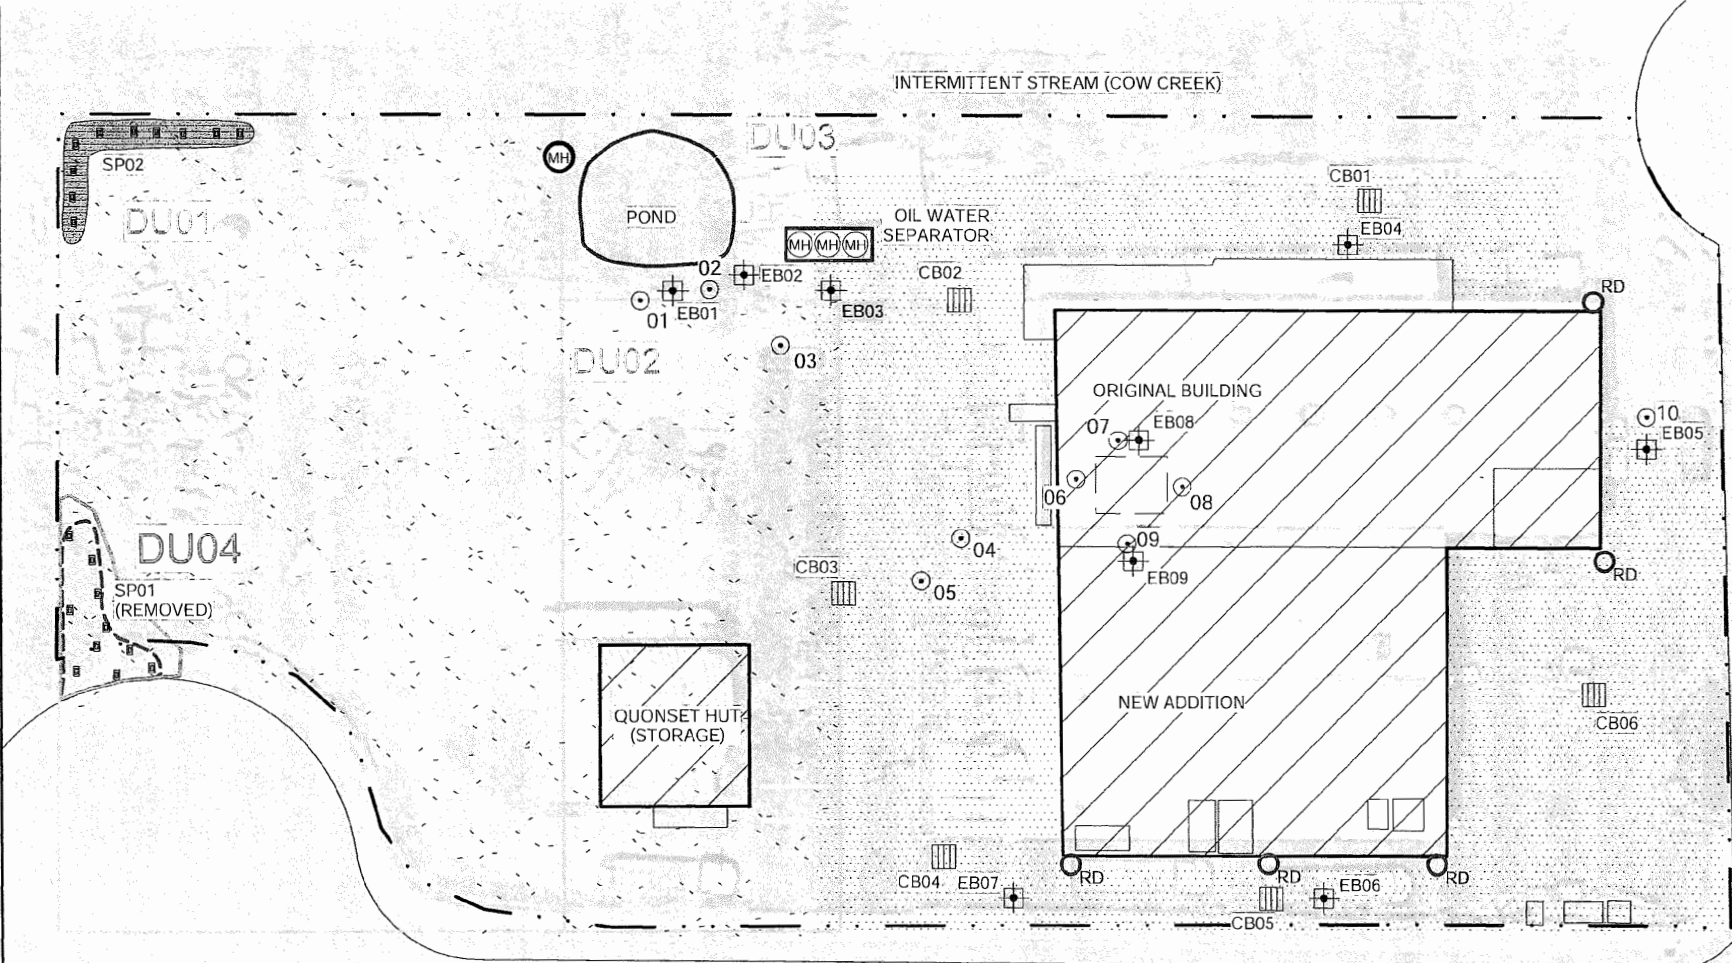 INTERMITTENT STREAM (COW CREEK)
DU03
SP02
MH
CB01
DU01
POND
OIL WATER
SEPARATOR
MH MH MH
EB04
02
EB02
CB02
RD
01
EB01
EB03
DU02
03
ORIGINAL BUILDING
07
EB08
10
EB05
06
08
DU04
04
09
CB03
EB09
RD
SP01
(REMOVED)
05
NEW ADDITION
QUONSET HUT
(STORAGE)
CB06
CB04
EB07
RD
RD
EB06
RD
CB05